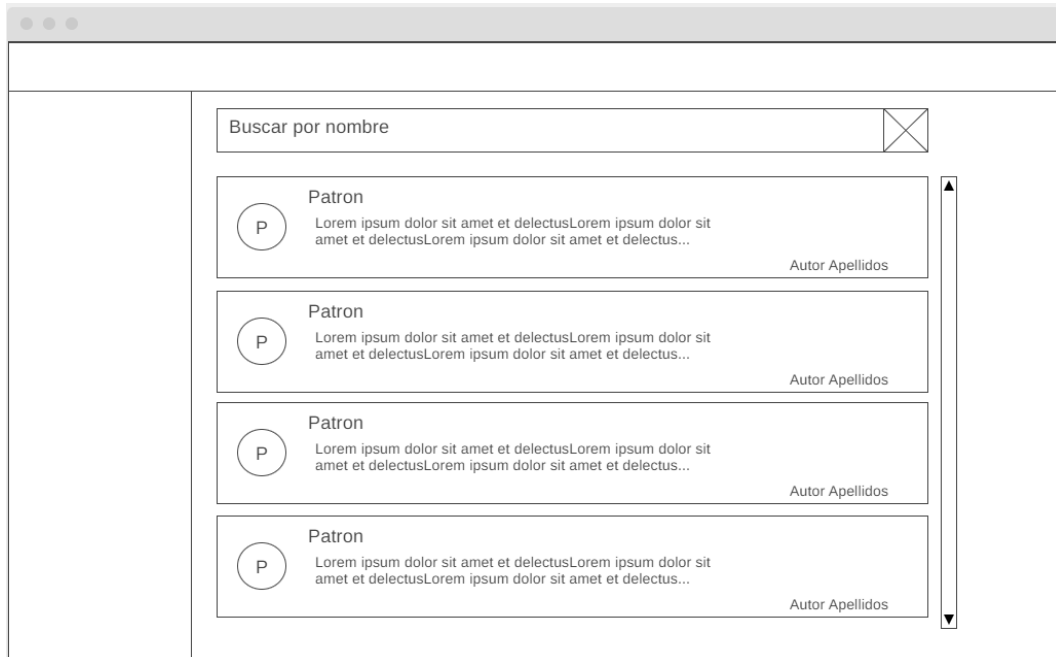 Buscar por nombre
Patron
P
Lorem ipsum dolor sit amet et delectusLorem ipsum dolor sit
amet et delectusLorem ipsum dolor sit amet et delectus...
Autor Apellidos
Patron
P
Lorem ipsum dolor sit amet et delectusLorem ipsum dolor sit
amet et delectusLorem ipsum dolor sit amet et delectus...
Autor Apellidos
Patron
P
Lorem ipsum dolor sit amet et delectusLorem ipsum dolor sit
amet et delectusLorem ipsum dolor sit amet et delectus...
Autor Apellidos
Patron
P
Lorem ipsum dolor sit amet et delectusLorem ipsum dolor sit
amet et delectusLorem ipsum dolor sit amet et delectus...
Autor Apellidos